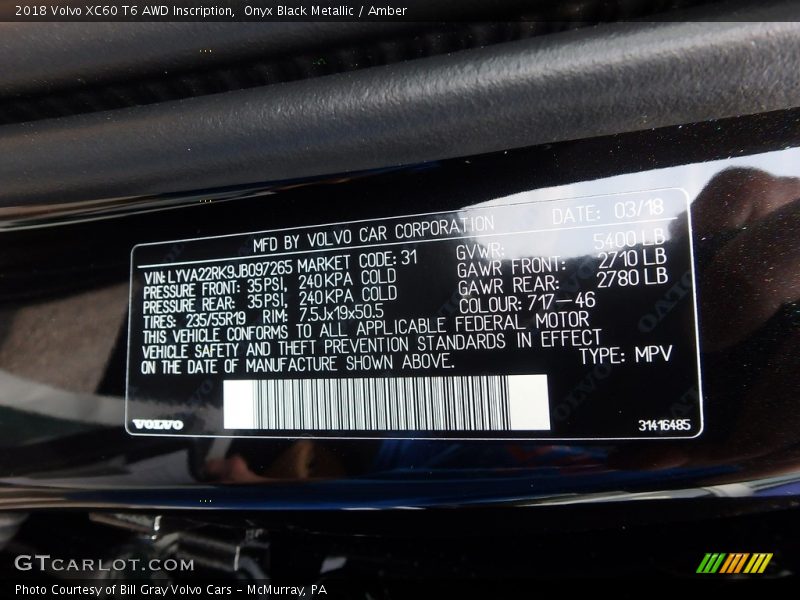 2018 Volvo XC60 T6 AWD Inscription,  Onyx Black Metallic / Amber
MFD BY VOLVO CAR CORPORATION DATE: 03/18
VIN:LYVA22RK9JB097265 MARKET CODE: 31 GVWR: 5400 LB
PRESSURE FRONT: 35PSI, 240KPA COLD GAWR FRONT: 2710 LB
PRESSURE REAR: 35PSI, 240KPA COLD GAWR REAR: 2780 LB
TIRES: 235/55R19 RIM: 7.5Jx19x50.5 COLOUR: 717-46
THIS VEHICLE CONFORMS TO ALL APPLICABLE FEDERAL MOTOR
VEHICLE SAFETY AND THEFT PREVENTION STANDARDS IN EFFECT
ON THE DATE OF MANUFACTURE SHOWN ABOVE. TYPE: MPV
VOLVO 31416485
GTCARLOT.COM
Photo Courtesy of Bill Gray Volvo Cars - McMurray, PA